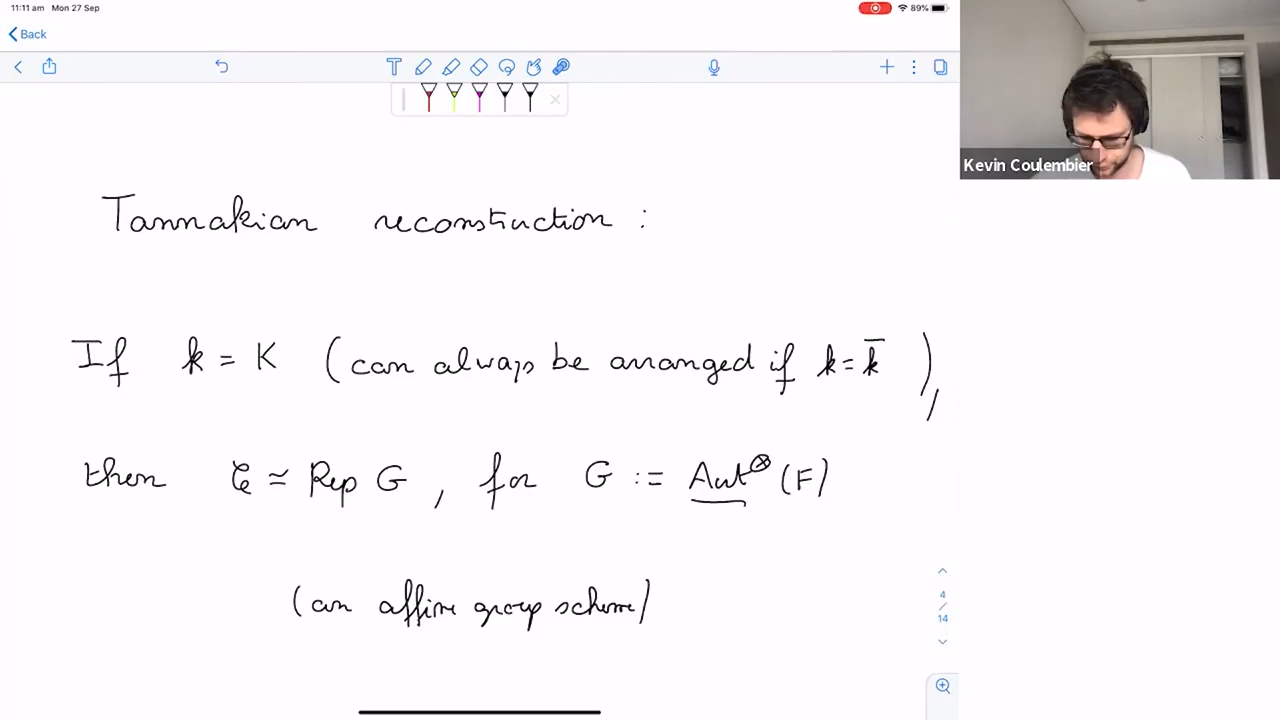 11:11 am Mon 27 Sep
89%
Back
Tannakian reconstruction :
If k = K (can always be arranged if k = k̅ ),
then 𝒞 ≃ Rep G , for G := Aut^⊗ (F)
(an affine group scheme)
4
/
14
Kevin Coulembier